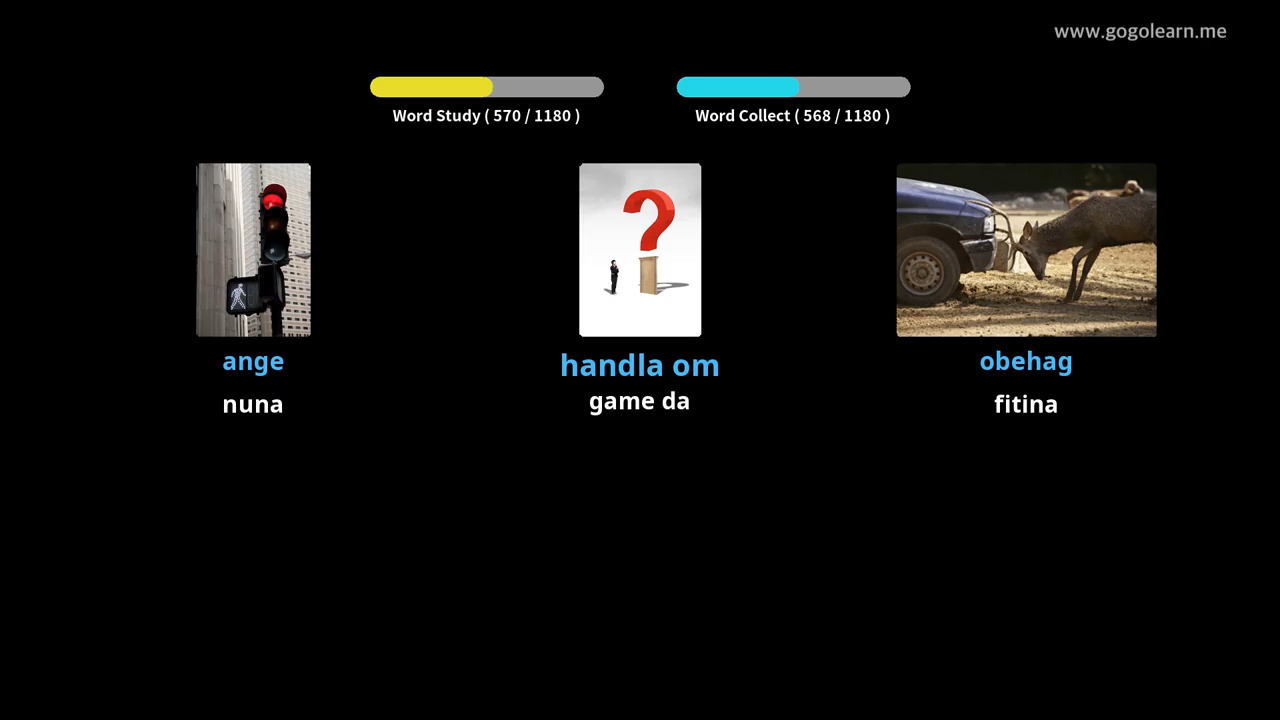 www.gogolearn.me
Word Study ( 570 / 1180 )
Word Collect ( 568 / 1180 )
ange
handla om
obehag
nuna
game da
fitina